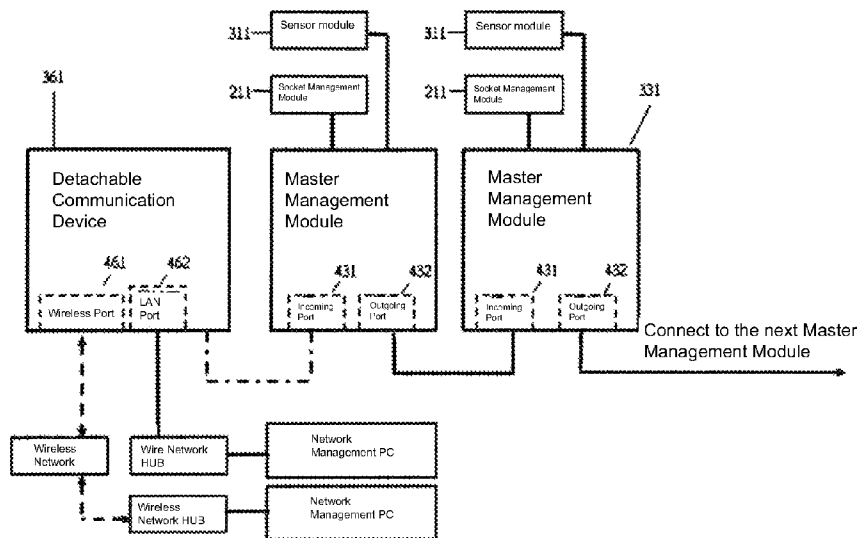 311
Sensor module
311
Sensor module
361
211
Socket Management
Module
211
Socket Management
Module
331
Detachable
Communication
Device
Master
Management
Module
Master
Management
Module
461
462
431
432
431
432
Wireless Port
LAN
Port
Incoming
Port
Outgoing
Port
Incoming
Port
Outgoing
Port
Connect to the next Master
Management Module
Wireless
Network
Wire Network
HUB
Network
Management PC
Wireless
Network HUB
Network
Management PC